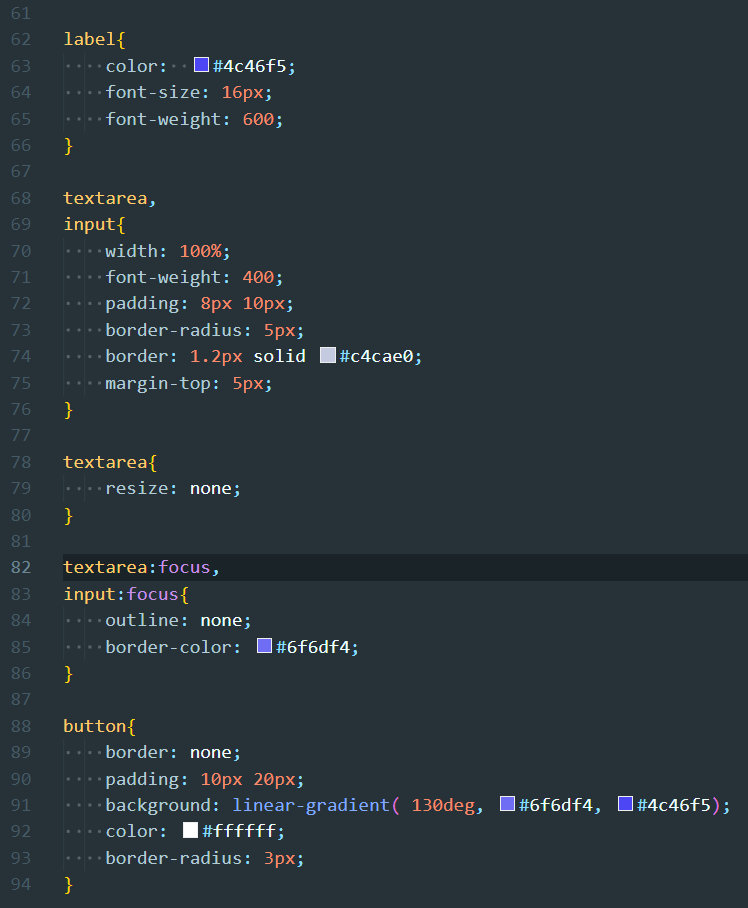 61
62 label{
63     color:  #4c46f5;
64     font-size: 16px;
65     font-weight: 600;
66 }
67
68 textarea,
69 input{
70     width: 100%;
71     font-weight: 400;
72     padding: 8px 10px;
73     border-radius: 5px;
74     border: 1.2px solid #c4cae0;
75     margin-top: 5px;
76 }
77
78 textarea{
79     resize: none;
80 }
81
82 textarea:focus,
83 input:focus{
84     outline: none;
85     border-color: #6f6df4;
86 }
87
88 button{
89     border: none;
90     padding: 10px 20px;
91     background: linear-gradient( 130deg, #6f6df4, #4c46f5);
92     color: #ffffff;
93     border-radius: 3px;
94 }